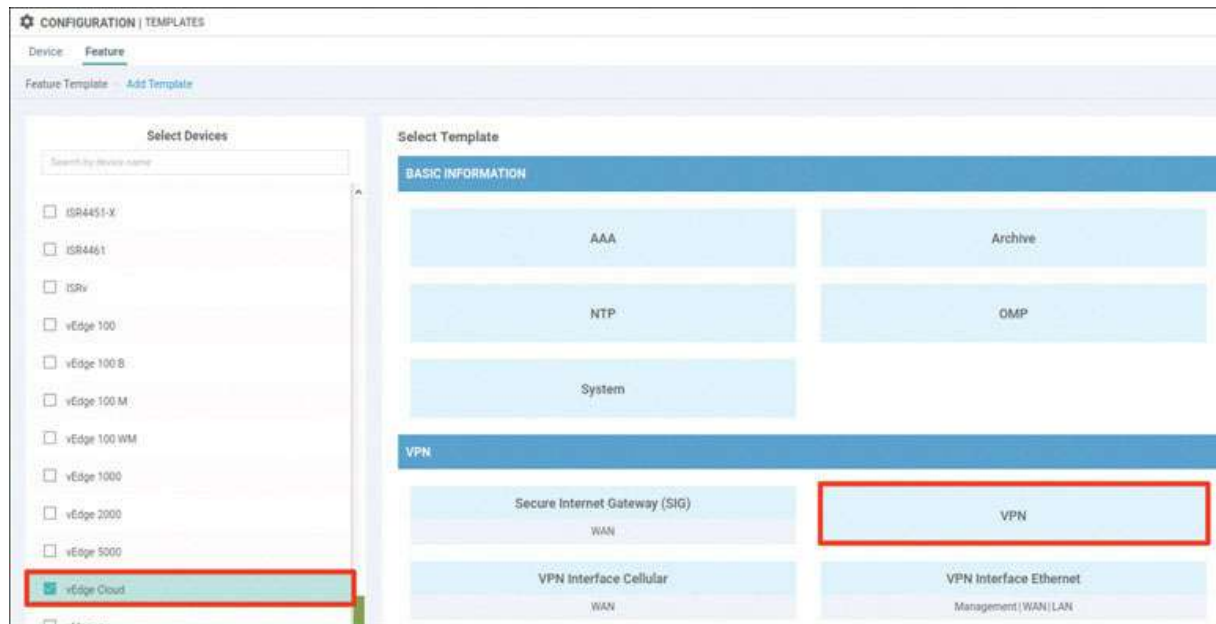 CONFIGURATION | TEMPLATES
Device Feature
Feature Template Add Template
Select Devices
Search by device name
ISR4451-X
ISR4461
ISRv
vEdge 100
vEdge 100 B
vEdge 100 M
vEdge 100 WM
vEdge 1000
vEdge 2000
vEdge 5000
vEdge Cloud
Select Template
BASIC INFORMATION
AAA
Archive
NTP
OMP
System
VPN
Secure Internet Gateway (SIG)
WAN
VPN
VPN Interface Cellular
WAN
VPN Interface Ethernet
Management | WAN | LAN